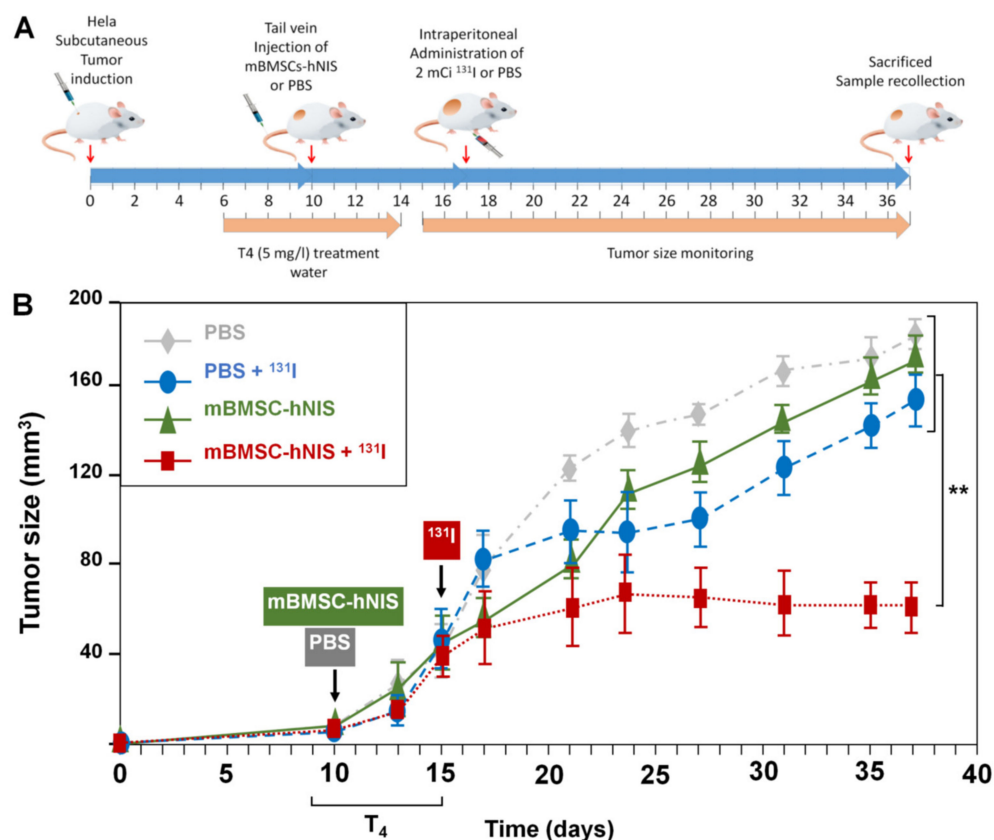 A
Hela
Subcutaneous
Tumor
induction
Tail vein
Injection of
mBMSCs-hNIS
or PBS
Intraperitoneal
Administration of
2 mCi ¹³¹I or PBS
Sacrificed
Sample recollection
0 2 4 6 8 10 12 14 16 18 20 22 24 26 28 30 32 34 36
T4 (5 mg/l) treatment
water
Tumor size monitoring
B
Tumor size (mm³)
200
160
120
80
40
PBS
PBS + ¹³¹I
mBMSC-hNIS
mBMSC-hNIS + ¹³¹I
¹³¹I
mBMSC-hNIS
PBS
**
0 5 10 15 20 25 30 35 40
T₄
Time (days)